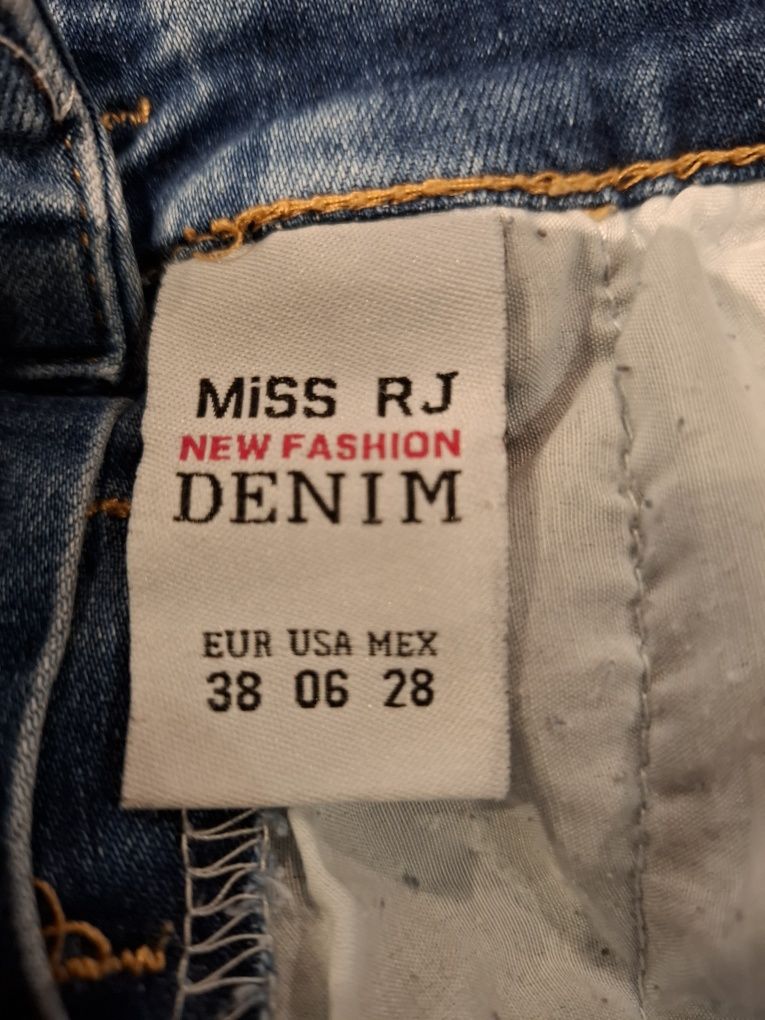 MiSS RJ
NEW FASHION
DENIM
EUR USA MEX
38 06 28